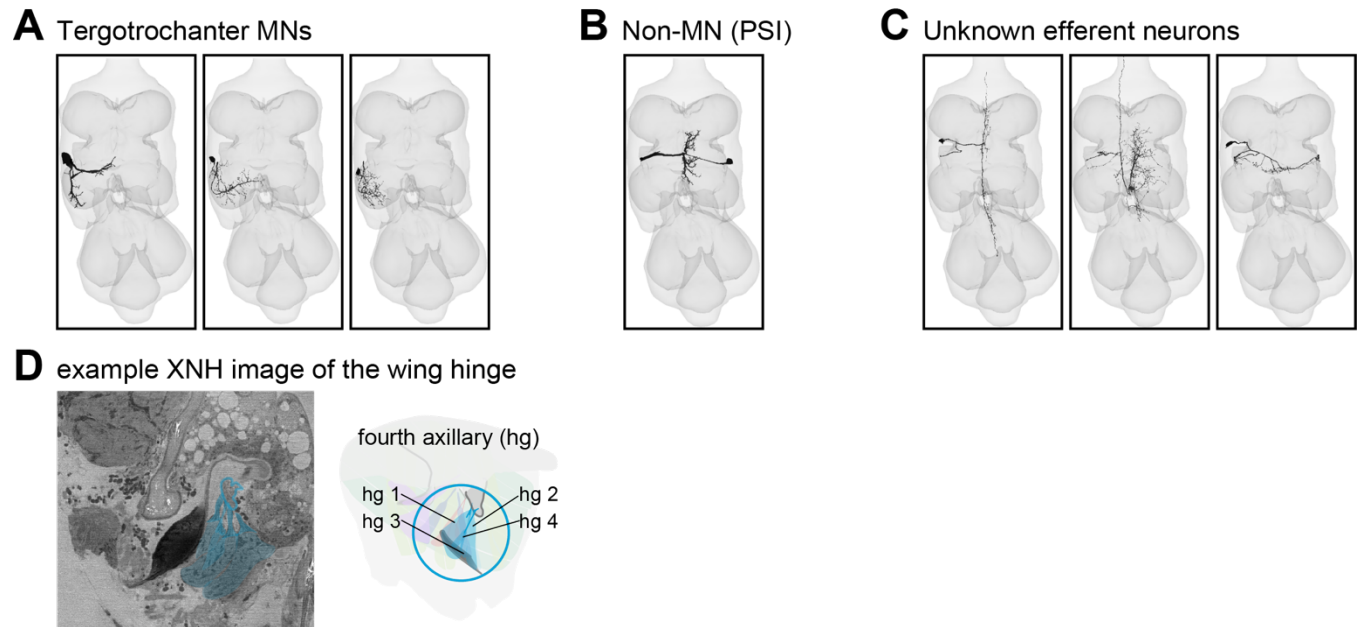 A Tergotrochanter MNs
B Non-MN (PSI)
C Unknown efferent neurons
D example XNH image of the wing hinge
fourth axillary (hg)
hg 1
hg 2
hg 3
hg 4